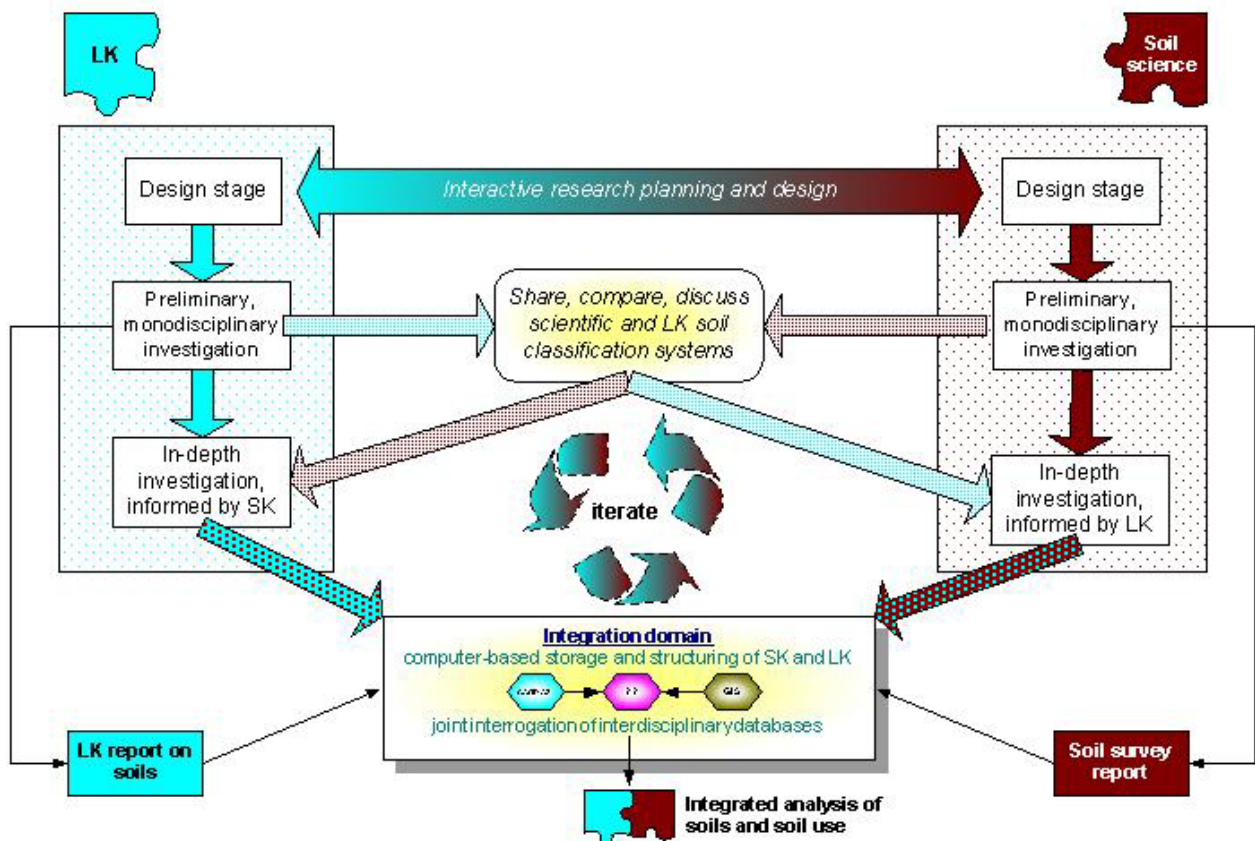 LK
Soil
science
Design stage
Interactive research planning and design
Design stage
Preliminary,
monodisciplinary
investigation
Share, compare, discuss
scientific and LK soil
classification systems
Preliminary,
monodisciplinary
investigation
In-depth
investigation,
informed by SK
iterate
In-depth
investigation,
informed by LK
Integration domain
computer-based storage and structuring of SK and LK
??
GIS
joint interrogation of interdisciplinary databases
LK report on
soils
Soil survey
report
Integrated analysis of
soils and soil use